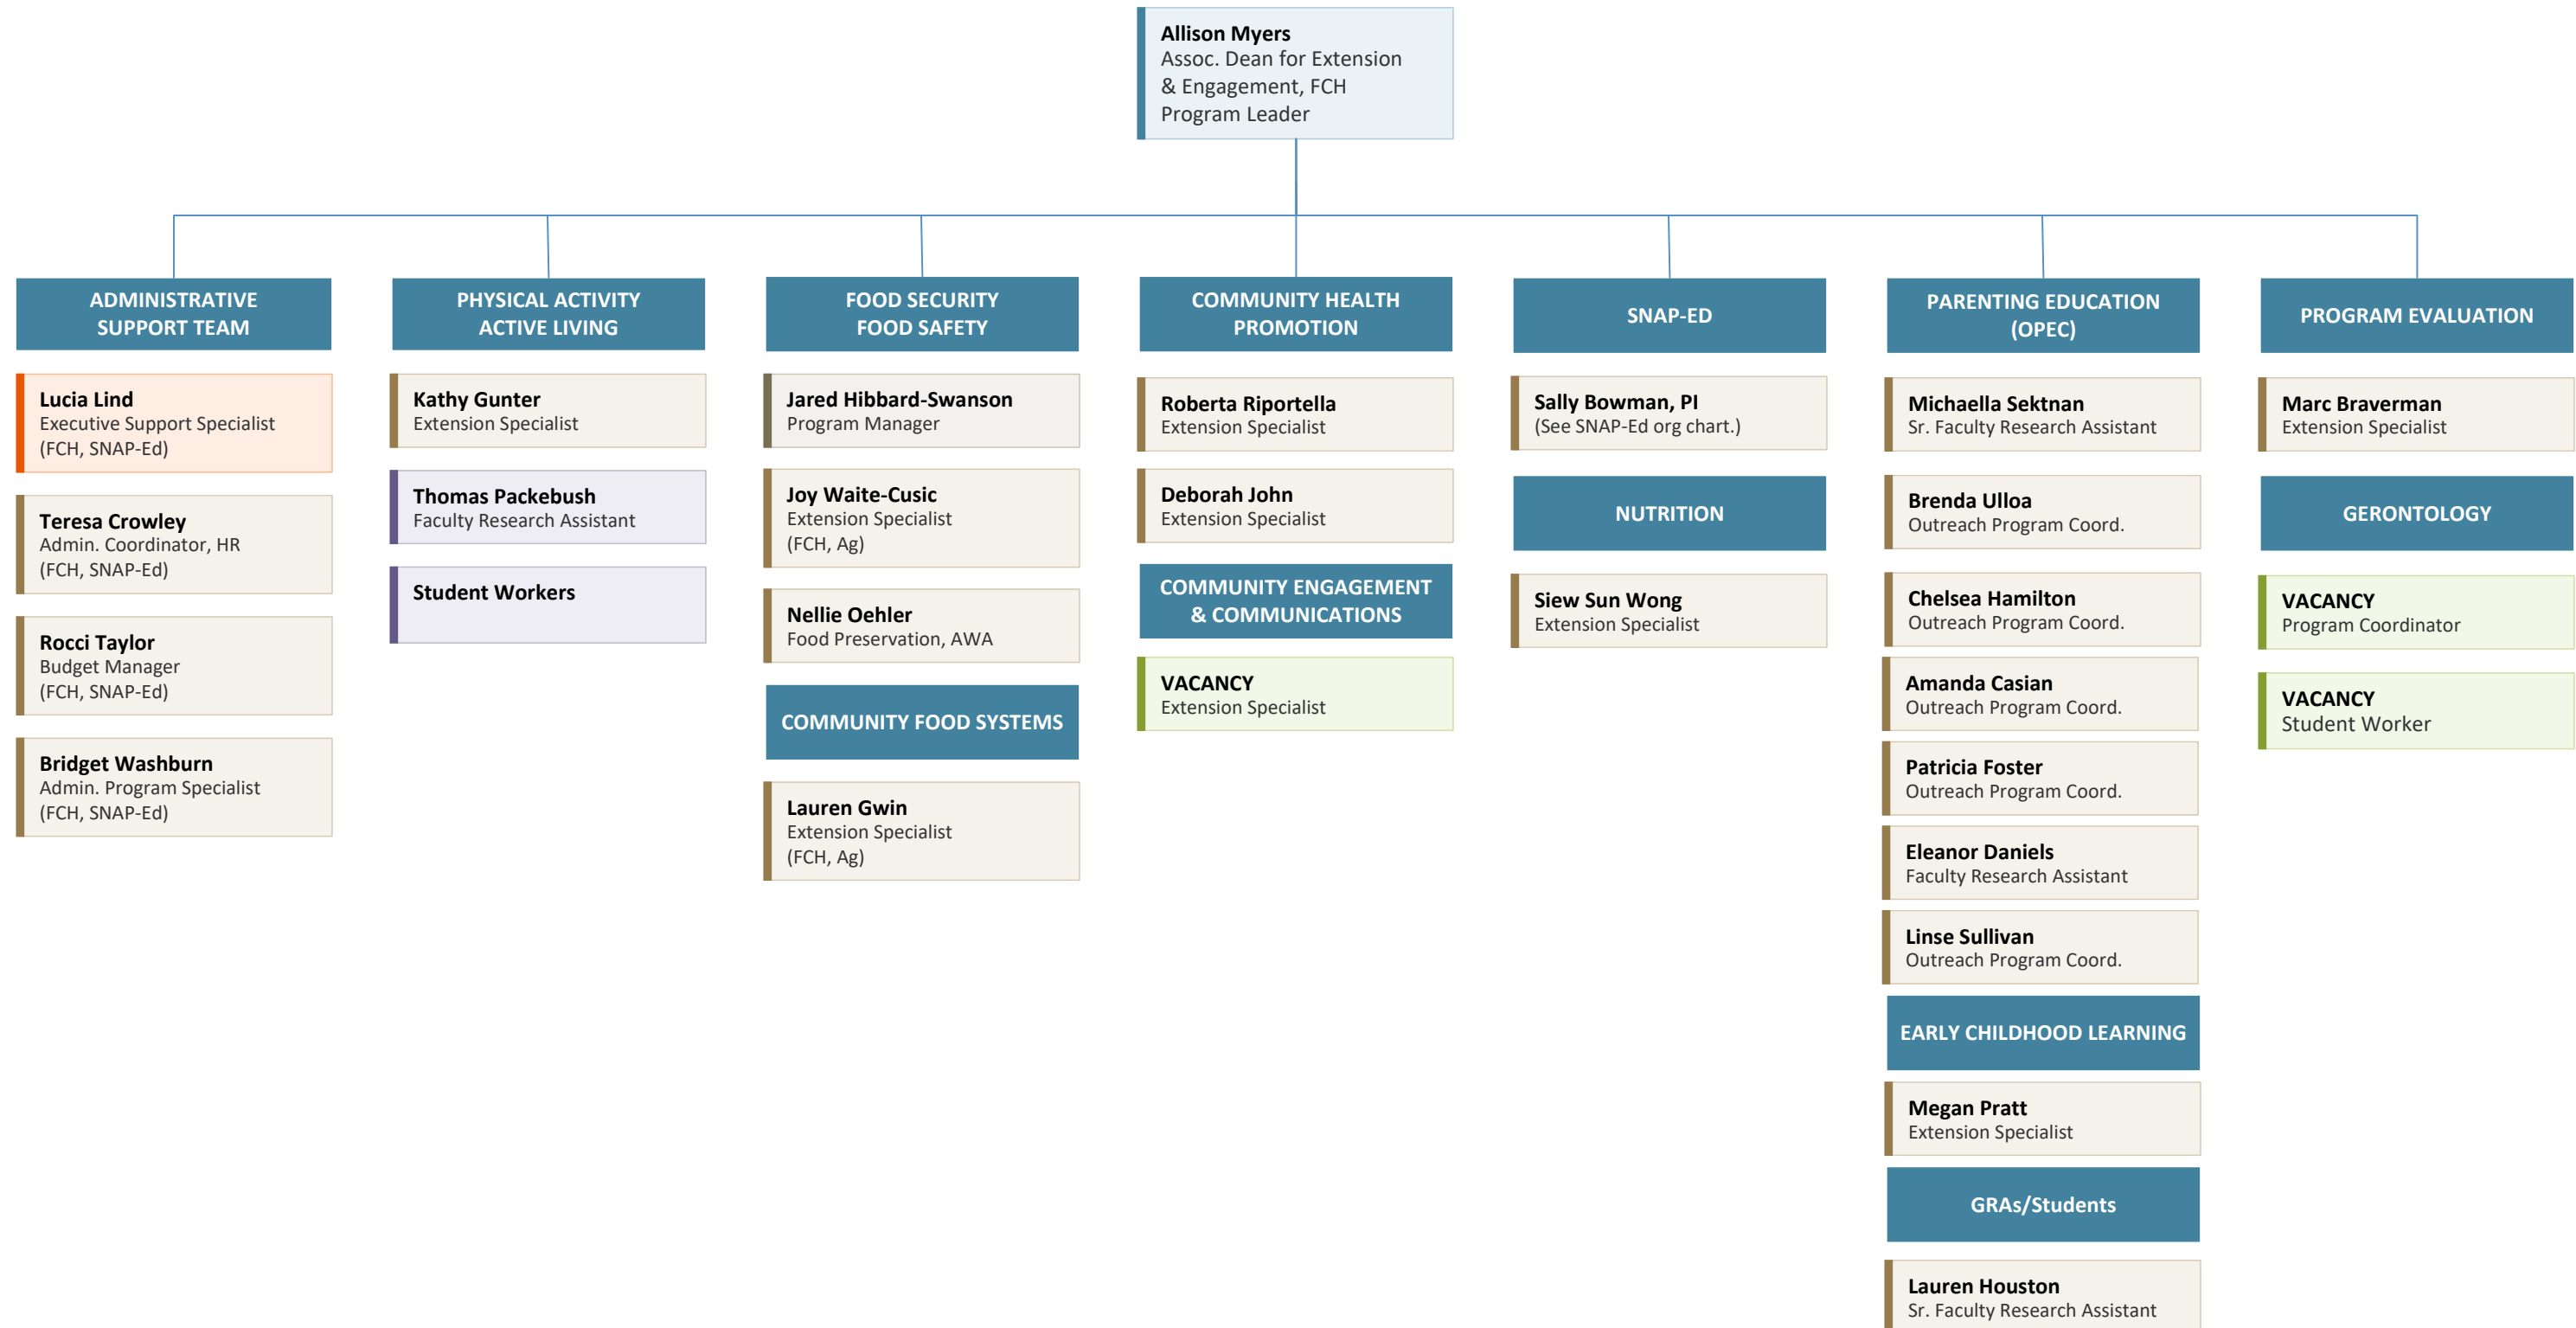 Allison Myers
Assoc. Dean for Extension
& Engagement, FCH
Program Leader
ADMINISTRATIVE
SUPPORT TEAM
Lucia Lind
Executive Support Specialist
(FCH, SNAP-Ed)
Teresa Crowley
Admin. Coordinator, HR
(FCH, SNAP-Ed)
Rocci Taylor
Budget Manager
(FCH, SNAP-Ed)
Bridget Washburn
Admin. Program Specialist
(FCH, SNAP-Ed)
PHYSICAL ACTIVITY
ACTIVE LIVING
Kathy Gunter
Extension Specialist
Thomas Packebush
Faculty Research Assistant
Student Workers
FOOD SECURITY
FOOD SAFETY
Jared Hibbard-Swanson
Program Manager
Joy Waite-Cusic
Extension Specialist
(FCH, Ag)
Nellie Oehler
Food Preservation, AWA
COMMUNITY FOOD SYSTEMS
Lauren Gwin
Extension Specialist
(FCH, Ag)
COMMUNITY HEALTH
PROMOTION
Roberta Riportella
Extension Specialist
Deborah John
Extension Specialist
COMMUNITY ENGAGEMENT
& COMMUNICATIONS
VACANCY
Extension Specialist
SNAP-ED
Sally Bowman, PI
(See SNAP-Ed org chart.)
NUTRITION
Siew Sun Wong
Extension Specialist
PARENTING EDUCATION
(OPEC)
Michaella Sektnan
Sr. Faculty Research Assistant
Brenda Ulloa
Outreach Program Coord.
Chelsea Hamilton
Outreach Program Coord.
Amanda Casian
Outreach Program Coord.
Patricia Foster
Outreach Program Coord.
Eleanor Daniels
Faculty Research Assistant
Linse Sullivan
Outreach Program Coord.
EARLY CHILDHOOD LEARNING
Megan Pratt
Extension Specialist
GRAs/Students
Lauren Houston
Sr. Faculty Research Assistant
PROGRAM EVALUATION
Marc Braverman
Extension Specialist
GERONTOLOGY
VACANCY
Program Coordinator
VACANCY
Student Worker